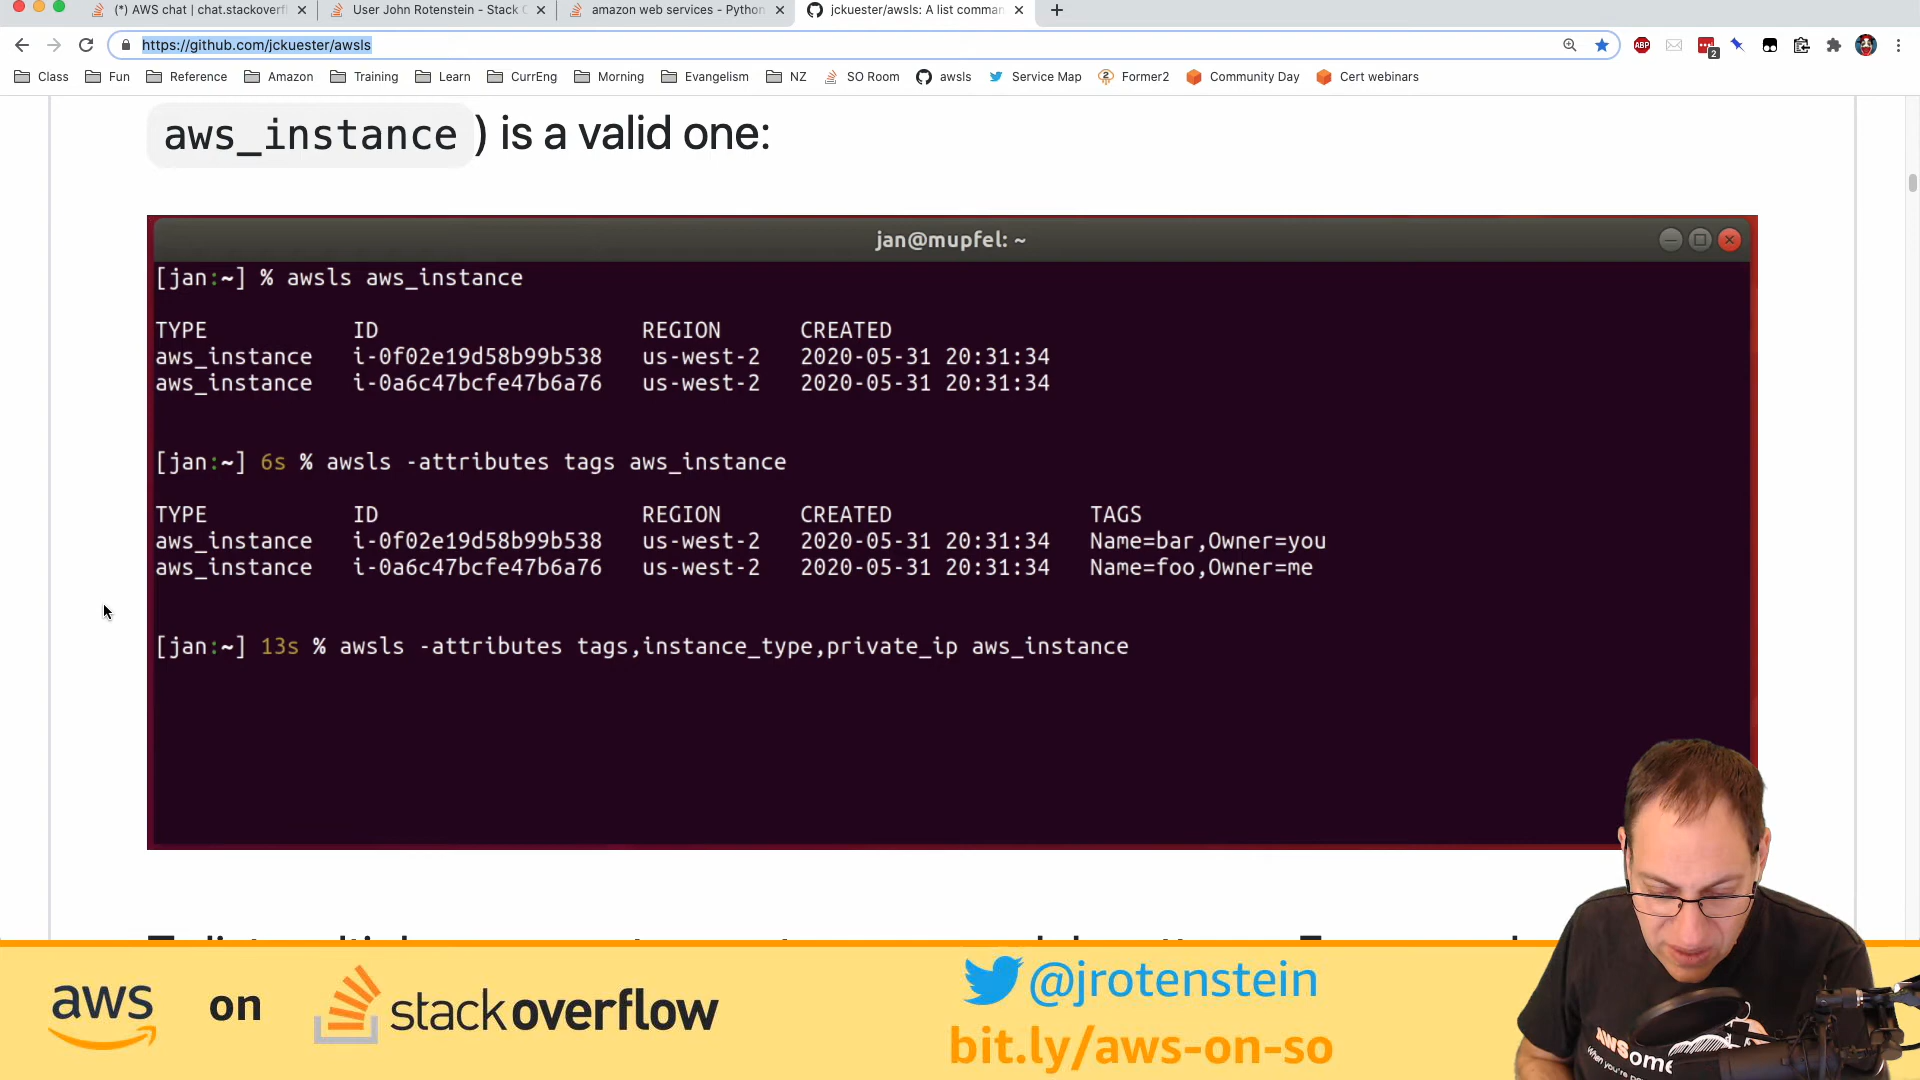 (*) AWS chat | chat.stackoverfl
User John Rotenstein - Stack O
amazon web services - Python
jckuester/awsls: A list comman
https://github.com/jckuester/awsls
ABP
2
Class
Fun
Reference
Amazon
Training
Learn
CurrEng
Morning
Evangelism
NZ
SO Room
awsls
Service Map
Former2
Community Day
Cert webinars
aws_instance ) is a valid one:
jan@mupfel: ~
[jan:~] % awsls aws_instance
TYPE ID REGION CREATED
aws_instance i-0f02e19d58b99b538 us-west-2 2020-05-31 20:31:34
aws_instance i-0a6c47bcfe47b6a76 us-west-2 2020-05-31 20:31:34
[jan:~] 6s % awsls -attributes tags aws_instance
TYPE ID REGION CREATED TAGS
aws_instance i-0f02e19d58b99b538 us-west-2 2020-05-31 20:31:34 Name=bar,Owner=you
aws_instance i-0a6c47bcfe47b6a76 us-west-2 2020-05-31 20:31:34 Name=foo,Owner=me
[jan:~] 13s % awsls -attributes tags,instance_type,private_ip aws_instance
aws on stackoverflow
@jrotenstein
bit.ly/aws-on-so
AWSome